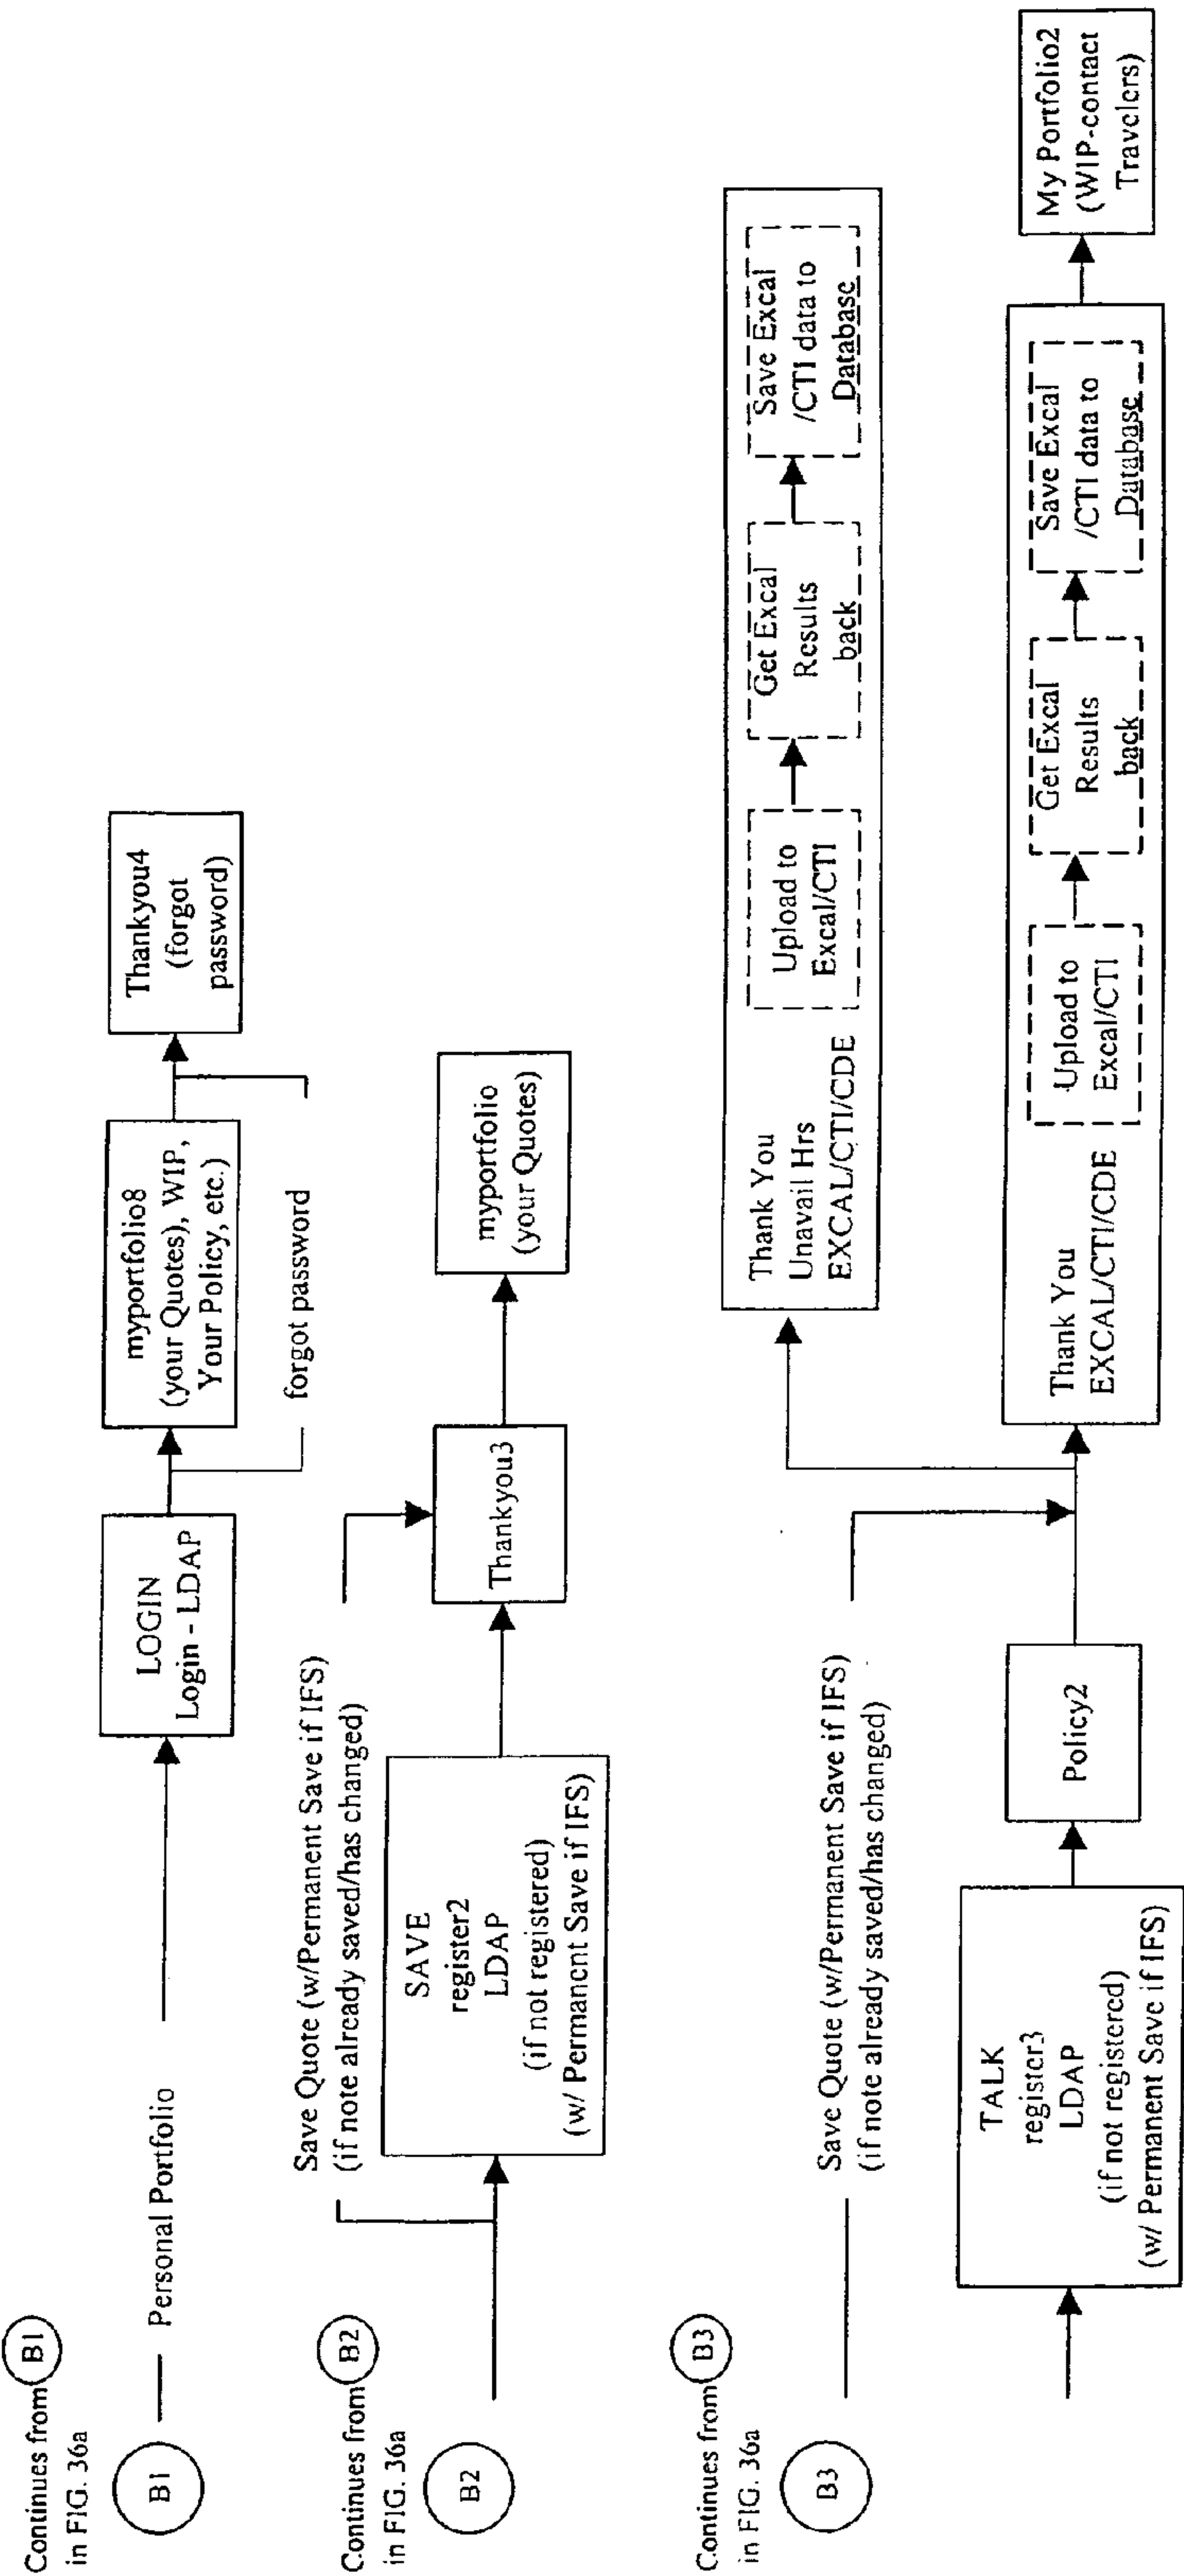 Continues from B1
in FIG. 36a
B1
Personal Portfolio
LOGIN
Login - LDAP
myportfolio8
(your Quotes), WIP,
Your Policy, etc.)
forgot password
Thankyou4
(forgot
password)
Continues from B2
in FIG. 36a
B2
Save Quote (w/Permanent Save if IFS)
(if note already saved/has changed)
SAVE
register2
LDAP
(if not registered)
(w/ Permanent Save if IFS)
Thankyou3
myportfolio
(your Quotes)
Continues from B3
in FIG. 36a
B3
Save Quote (w/Permanent Save if IFS)
(if note already saved/has changed)
TALK
register3
LDAP
(if not registered)
(w/ Permanent Save if IFS)
Policy2
Thank You
Unavail Hrs
EXCAL/CTI/CDE
Upload to
Excal/CTI
Get Excal
Results
back
Save Excal
/CTI data to
Database
Thank You
EXCAL/CTI/CDE
Upload to
Excal/CTI
Get Excal
Results
back
Save Excal
/CTI data to
Database
My Portfolio2
(WIP-contact
Travelers)